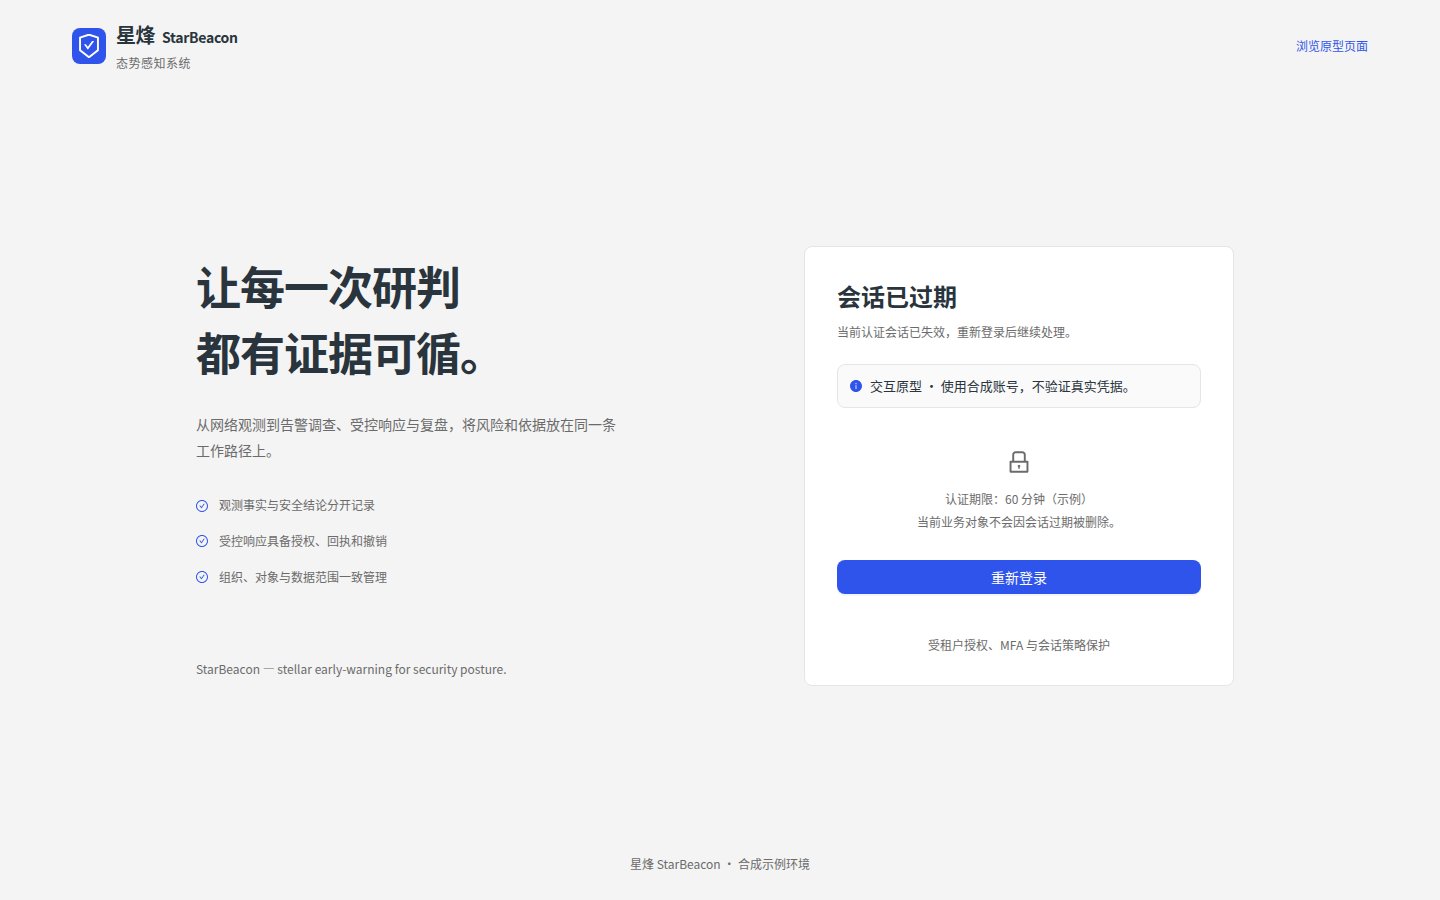 星烽 StarBeacon
态势感知系统
浏览原型页面
让每一次研判
都有证据可循。
从网络观测到告警调查、受控响应与复盘，将风险和依据放在同一条
工作路径上。
观测事实与安全结论分开记录
受控响应具备授权、回执和撤销
组织、对象与数据范围一致管理
StarBeacon — stellar early-warning for security posture.
会话已过期
当前认证会话已失效，重新登录后继续处理。
交互原型 · 使用合成账号，不验证真实凭据。
认证期限：60 分钟（示例）
当前业务对象不会因会话过期被删除。
重新登录
受租户授权、MFA 与会话策略保护
星烽 StarBeacon · 合成示例环境